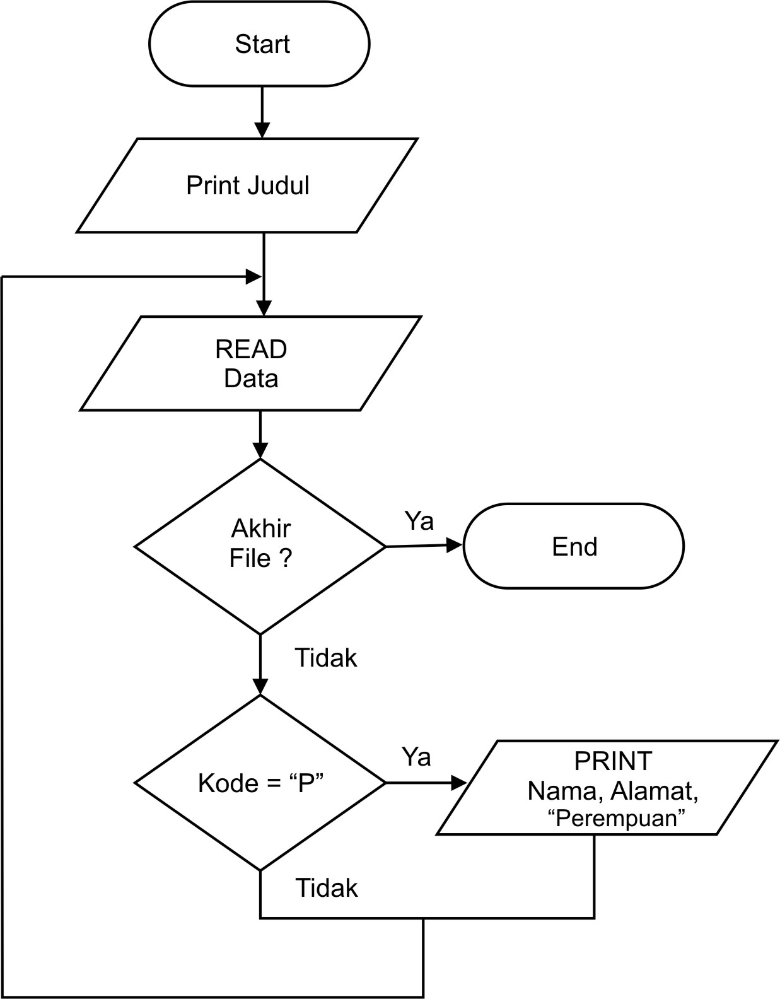 Start
Print Judul
READ
Data
Akhir
File ?
Ya
End
Tidak
Kode = “P”
Ya
PRINT
Nama, Alamat,
“Perempuan”
Tidak